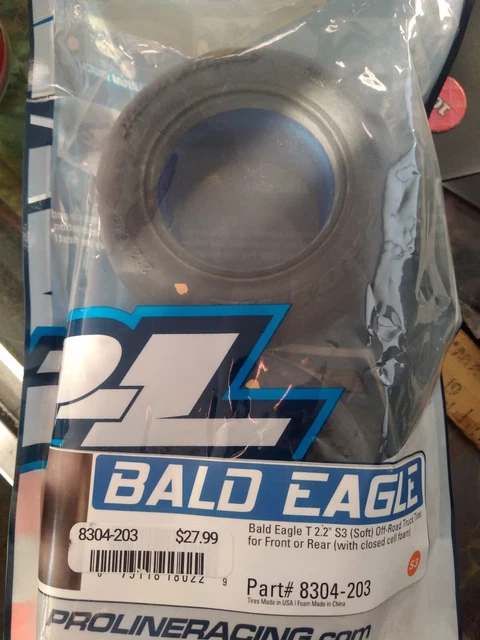 PL
BALD EAGLE
Bald Eagle T 2.2" S3 (Soft) Off-Road Truck Tires
for Front or Rear (with closed cell foam)
8304-203 $27.99
S3
Part# 8304-203
Tires Made in USA | Foam Made in China
PROLINERACING.com